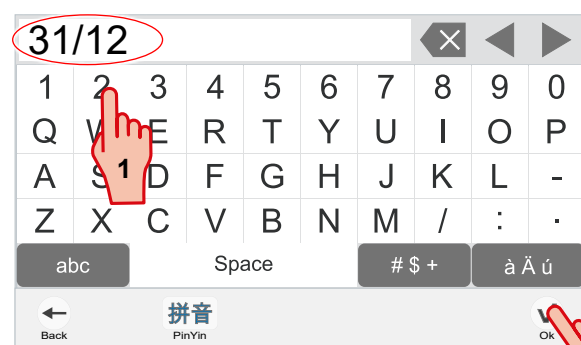 31/12
1 2 3 4 5 6 7 8 9 0
Q W E R T Y U I O P
A S D F G H J K L -
Z X C V B N M / : .
1
abc Space # $ + à Ä ú
拼音
Back PinYin Ok